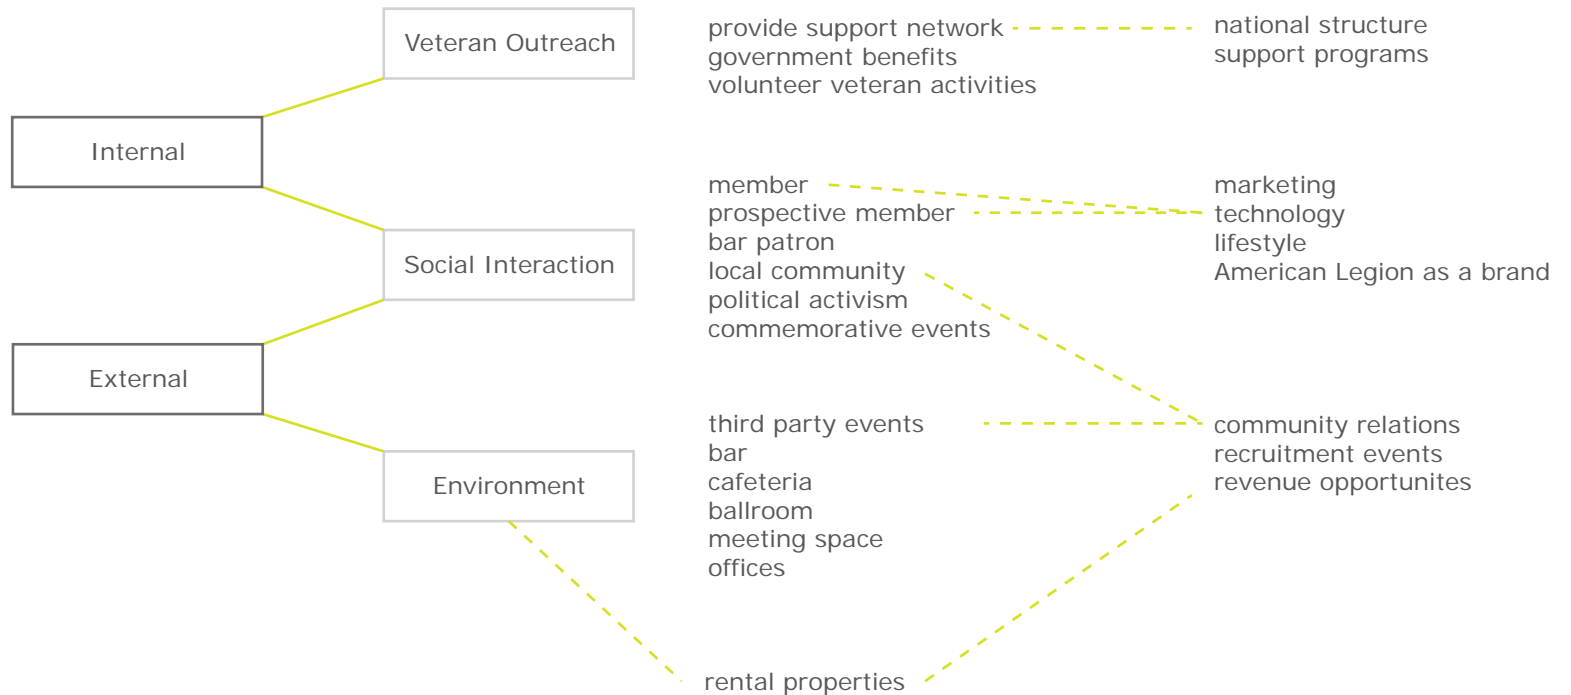 Veteran Outreach
provide support network
government benefits
volunteer veteran activities
national structure
support programs
Internal
member
prospective member
bar patron
local community
political activism
commemorative events
marketing
technology
lifestyle
American Legion as a brand
Social Interaction
External
third party events
bar
cafeteria
ballroom
meeting space
offices
community relations
recruitment events
revenue opportunites
Environment
rental properties